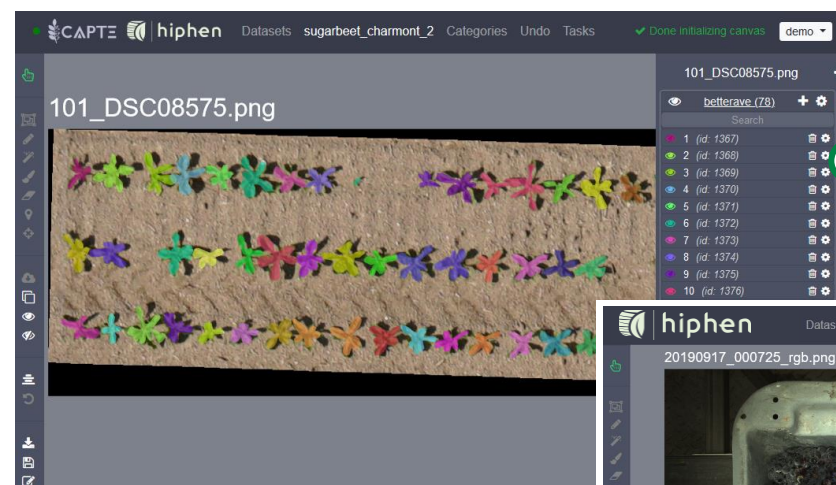 CAPTE hiphen Datasets sugarbeet_charmont_2 Categories Undo Tasks ✔ Done initializing canvas demo
101_DSC08575.png
101_DSC08575.png
betterave (78)
Search
1 (id: 1367)
2 (id: 1368)
3 (id: 1369)
4 (id: 1370)
5 (id: 1371)
6 (id: 1372)
7 (id: 1373)
8 (id: 1374)
9 (id: 1375)
10 (id: 1376)
hiphen Datas
20190917_000725_rgb.png